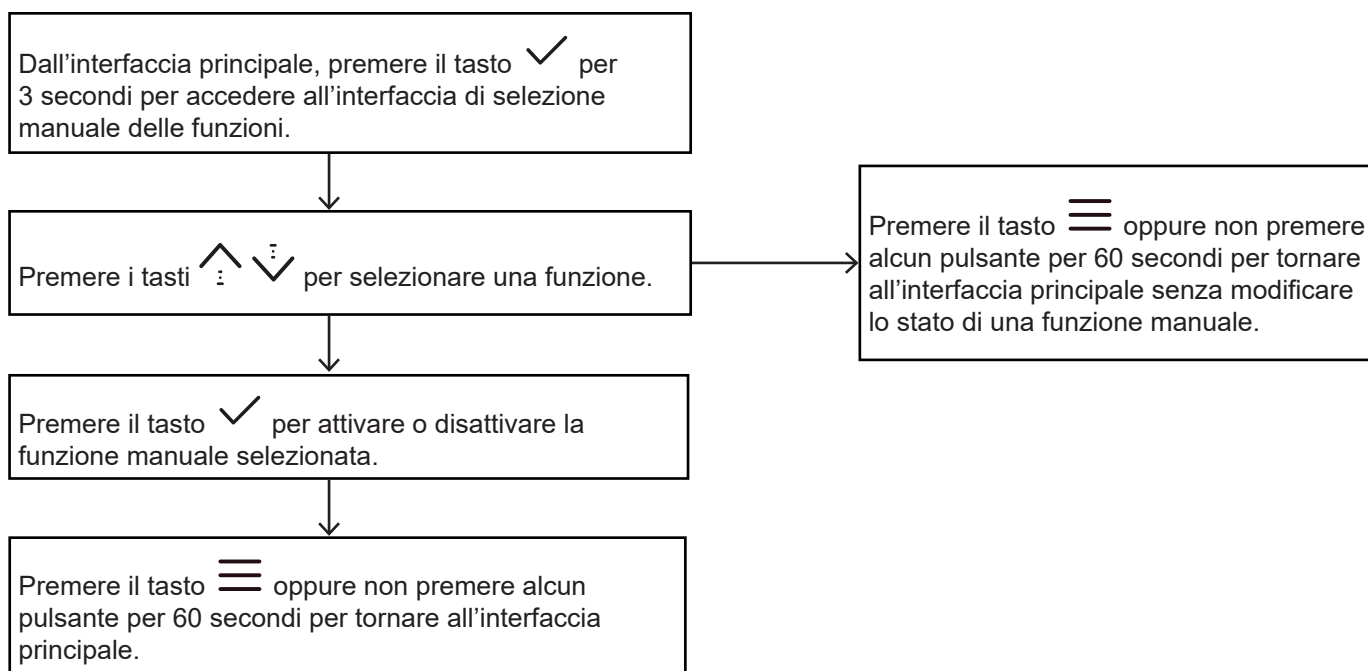 Dall’interfaccia principale, premere il tasto per
3 secondi per accedere all’interfaccia di selezione
manuale delle funzioni.
Premere i tasti per selezionare una funzione.
Premere il tasto oppure non premere
alcun pulsante per 60 secondi per tornare
all’interfaccia principale senza modificare
lo stato di una funzione manuale.
Premere il tasto per attivare o disattivare la
funzione manuale selezionata.
Premere il tasto oppure non premere alcun
pulsante per 60 secondi per tornare all’interfaccia
principale.